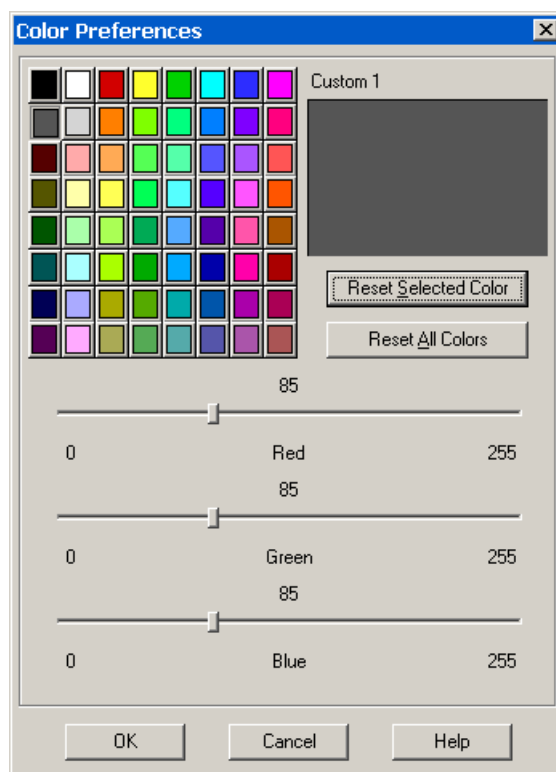 Color Preferences
Custom 1
Reset Selected Color
Reset All Colors
85
0 Red 255
85
0 Green 255
85
0 Blue 255
OK Cancel Help